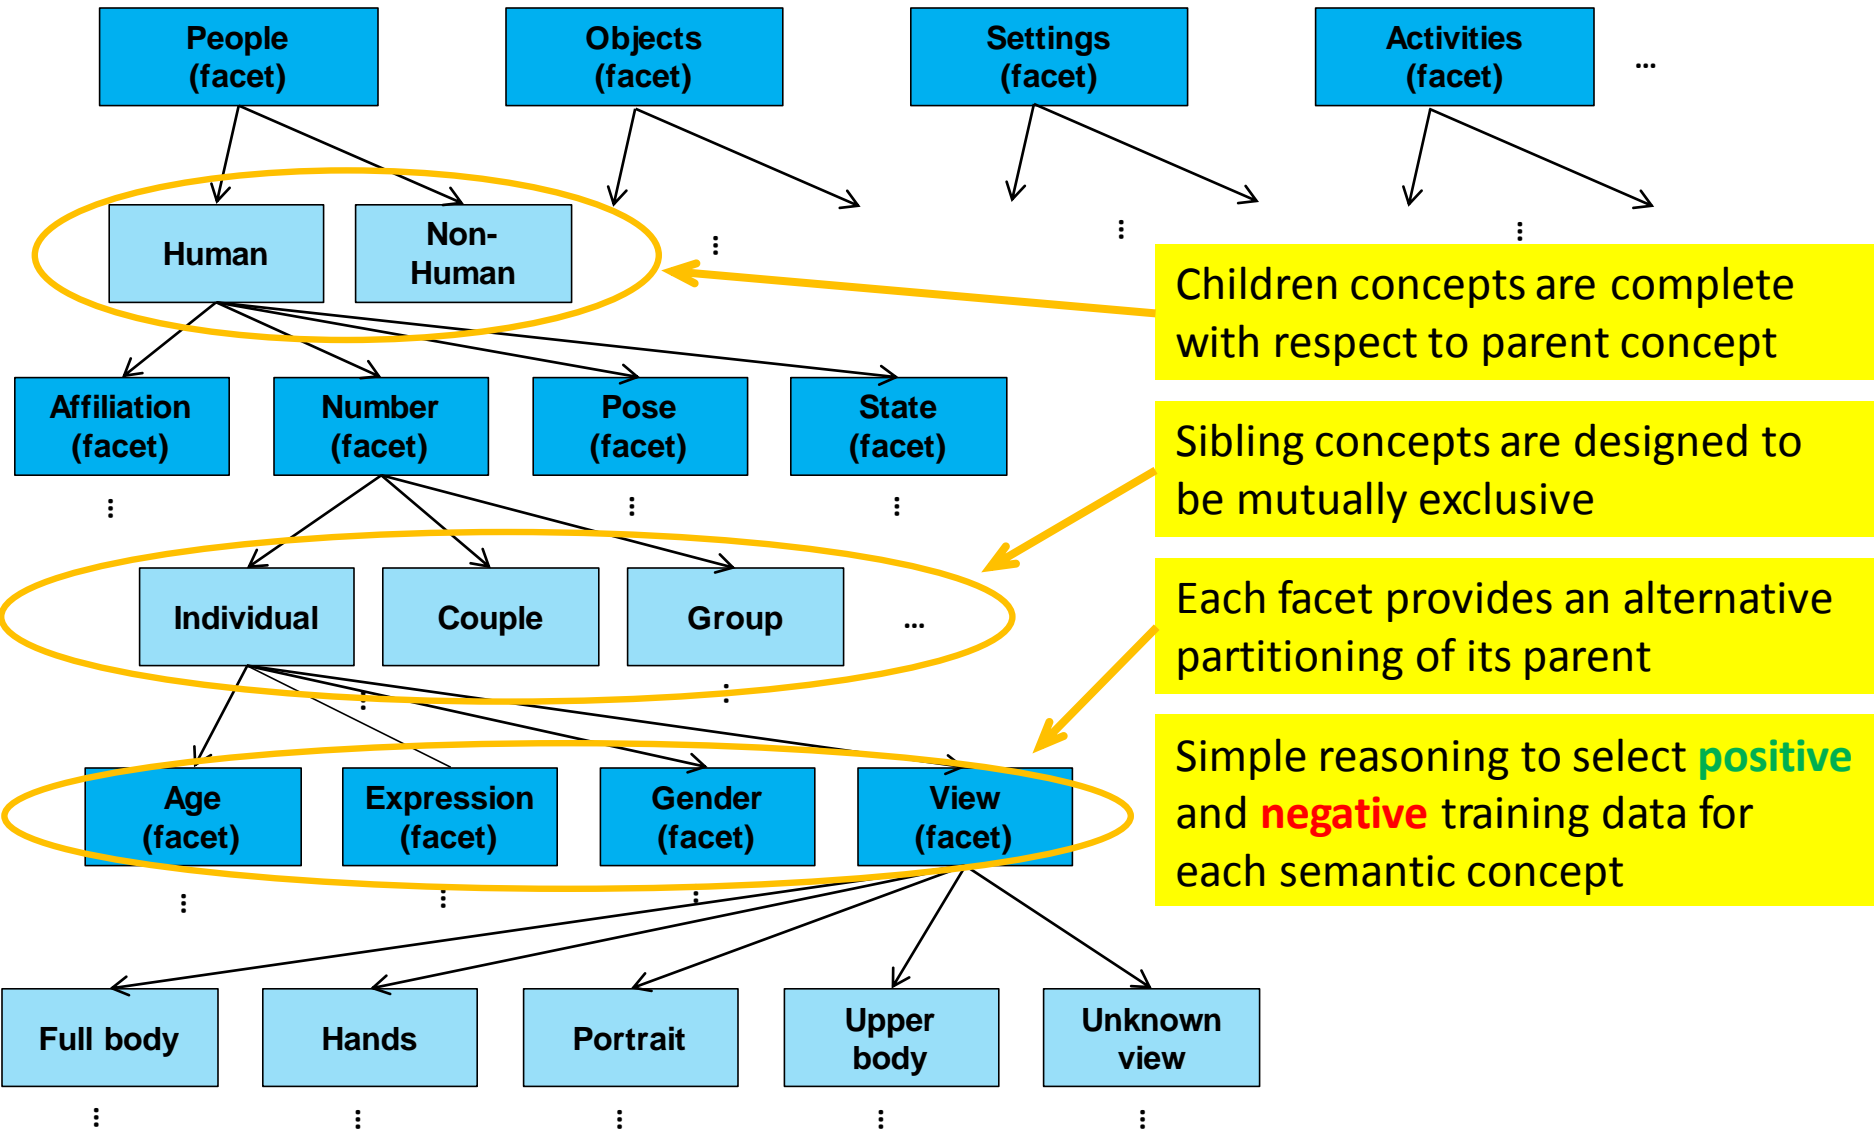 People
(facet)
Objects
(facet)
Settings
(facet)
Activities
(facet)
...
Human
Non-
Human
...
...
...
Children concepts are complete
with respect to parent concept
Affiliation
(facet)
Number
(facet)
Pose
(facet)
State
(facet)
Sibling concepts are designed to
be mutually exclusive
...
...
...
Individual
Couple
Group
...
Each facet provides an alternative
partitioning of its parent
...
...
Age
(facet)
Expression
(facet)
Gender
(facet)
View
(facet)
Simple reasoning to select positive
and negative training data for
each semantic concept
...
...
...
Full body
Hands
Portrait
Upper
body
Unknown
view
...
...
...
...
...